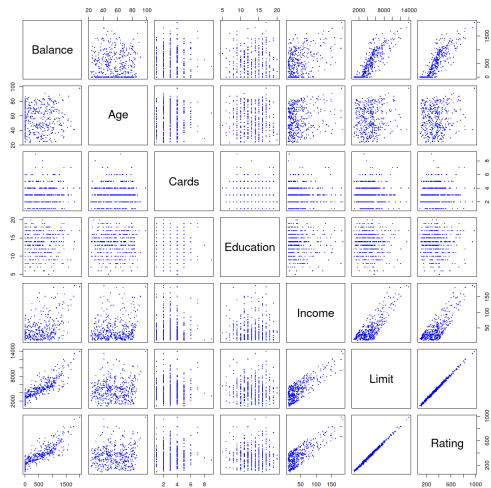 20 40 60 80 100
5 10 15 20
2000 8000 14000
Balance
0 500 1500
Age
20 40 60 80 100
Cards
2 4 6 8
Education
5 10 15 20
Income
50 100 150
Limit
2000 8000 14000
Rating
200 600 1000
0 500 1500
2 4 6 8
50 100 150
200 600 1000